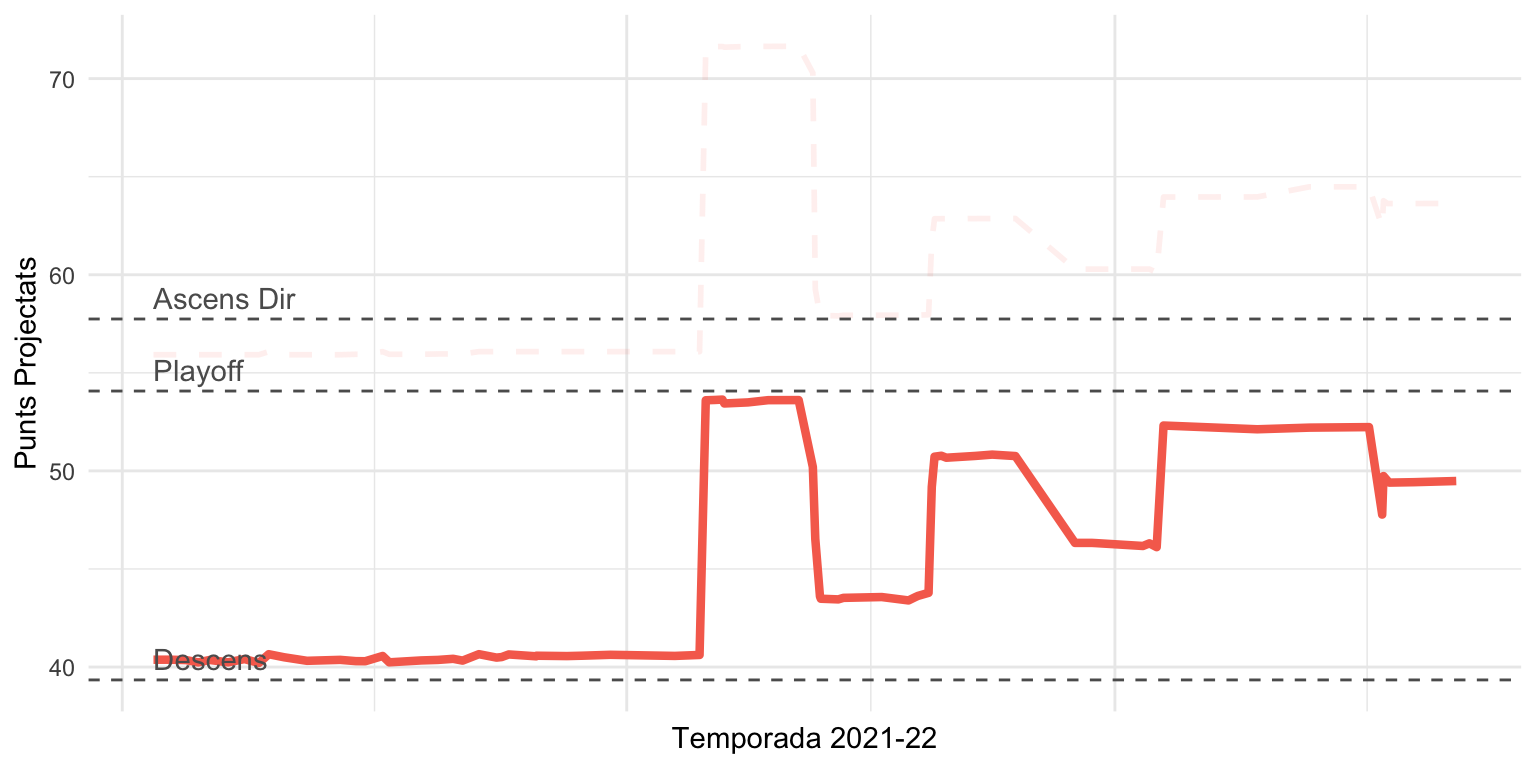 70
60
50
40
Punts Projectats
Ascens Dir
Playoff
Descens
Temporada 2021-22